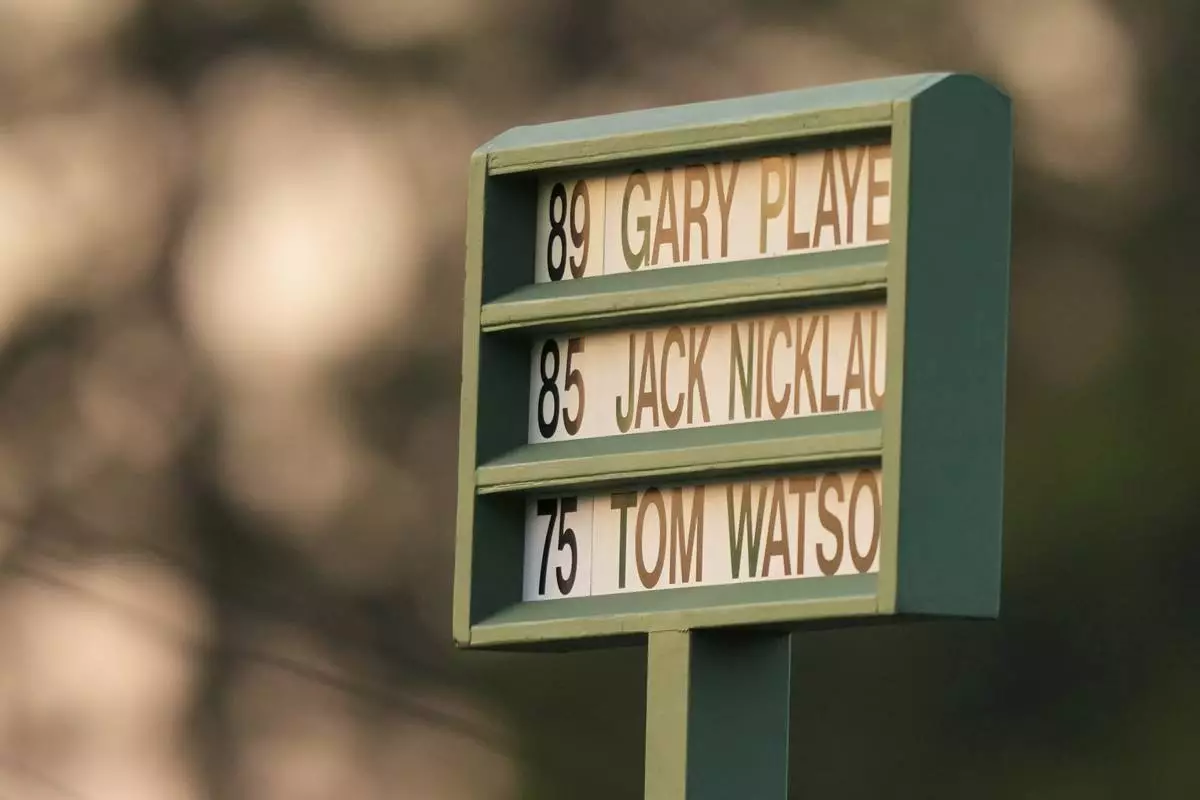 89 GARY PLAYE
85 JACK NICKLAU
75 TOM WATSO